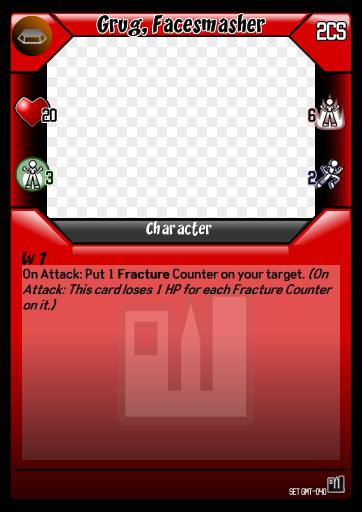 Grug, Facesmasher
2CS
20
6
3
2
Character
Lv 1
On Attack: Put 1 Fracture Counter on your target. (On
Attack: This card loses 1 HP for each Fracture Counter
on it.)
SET GMT-040